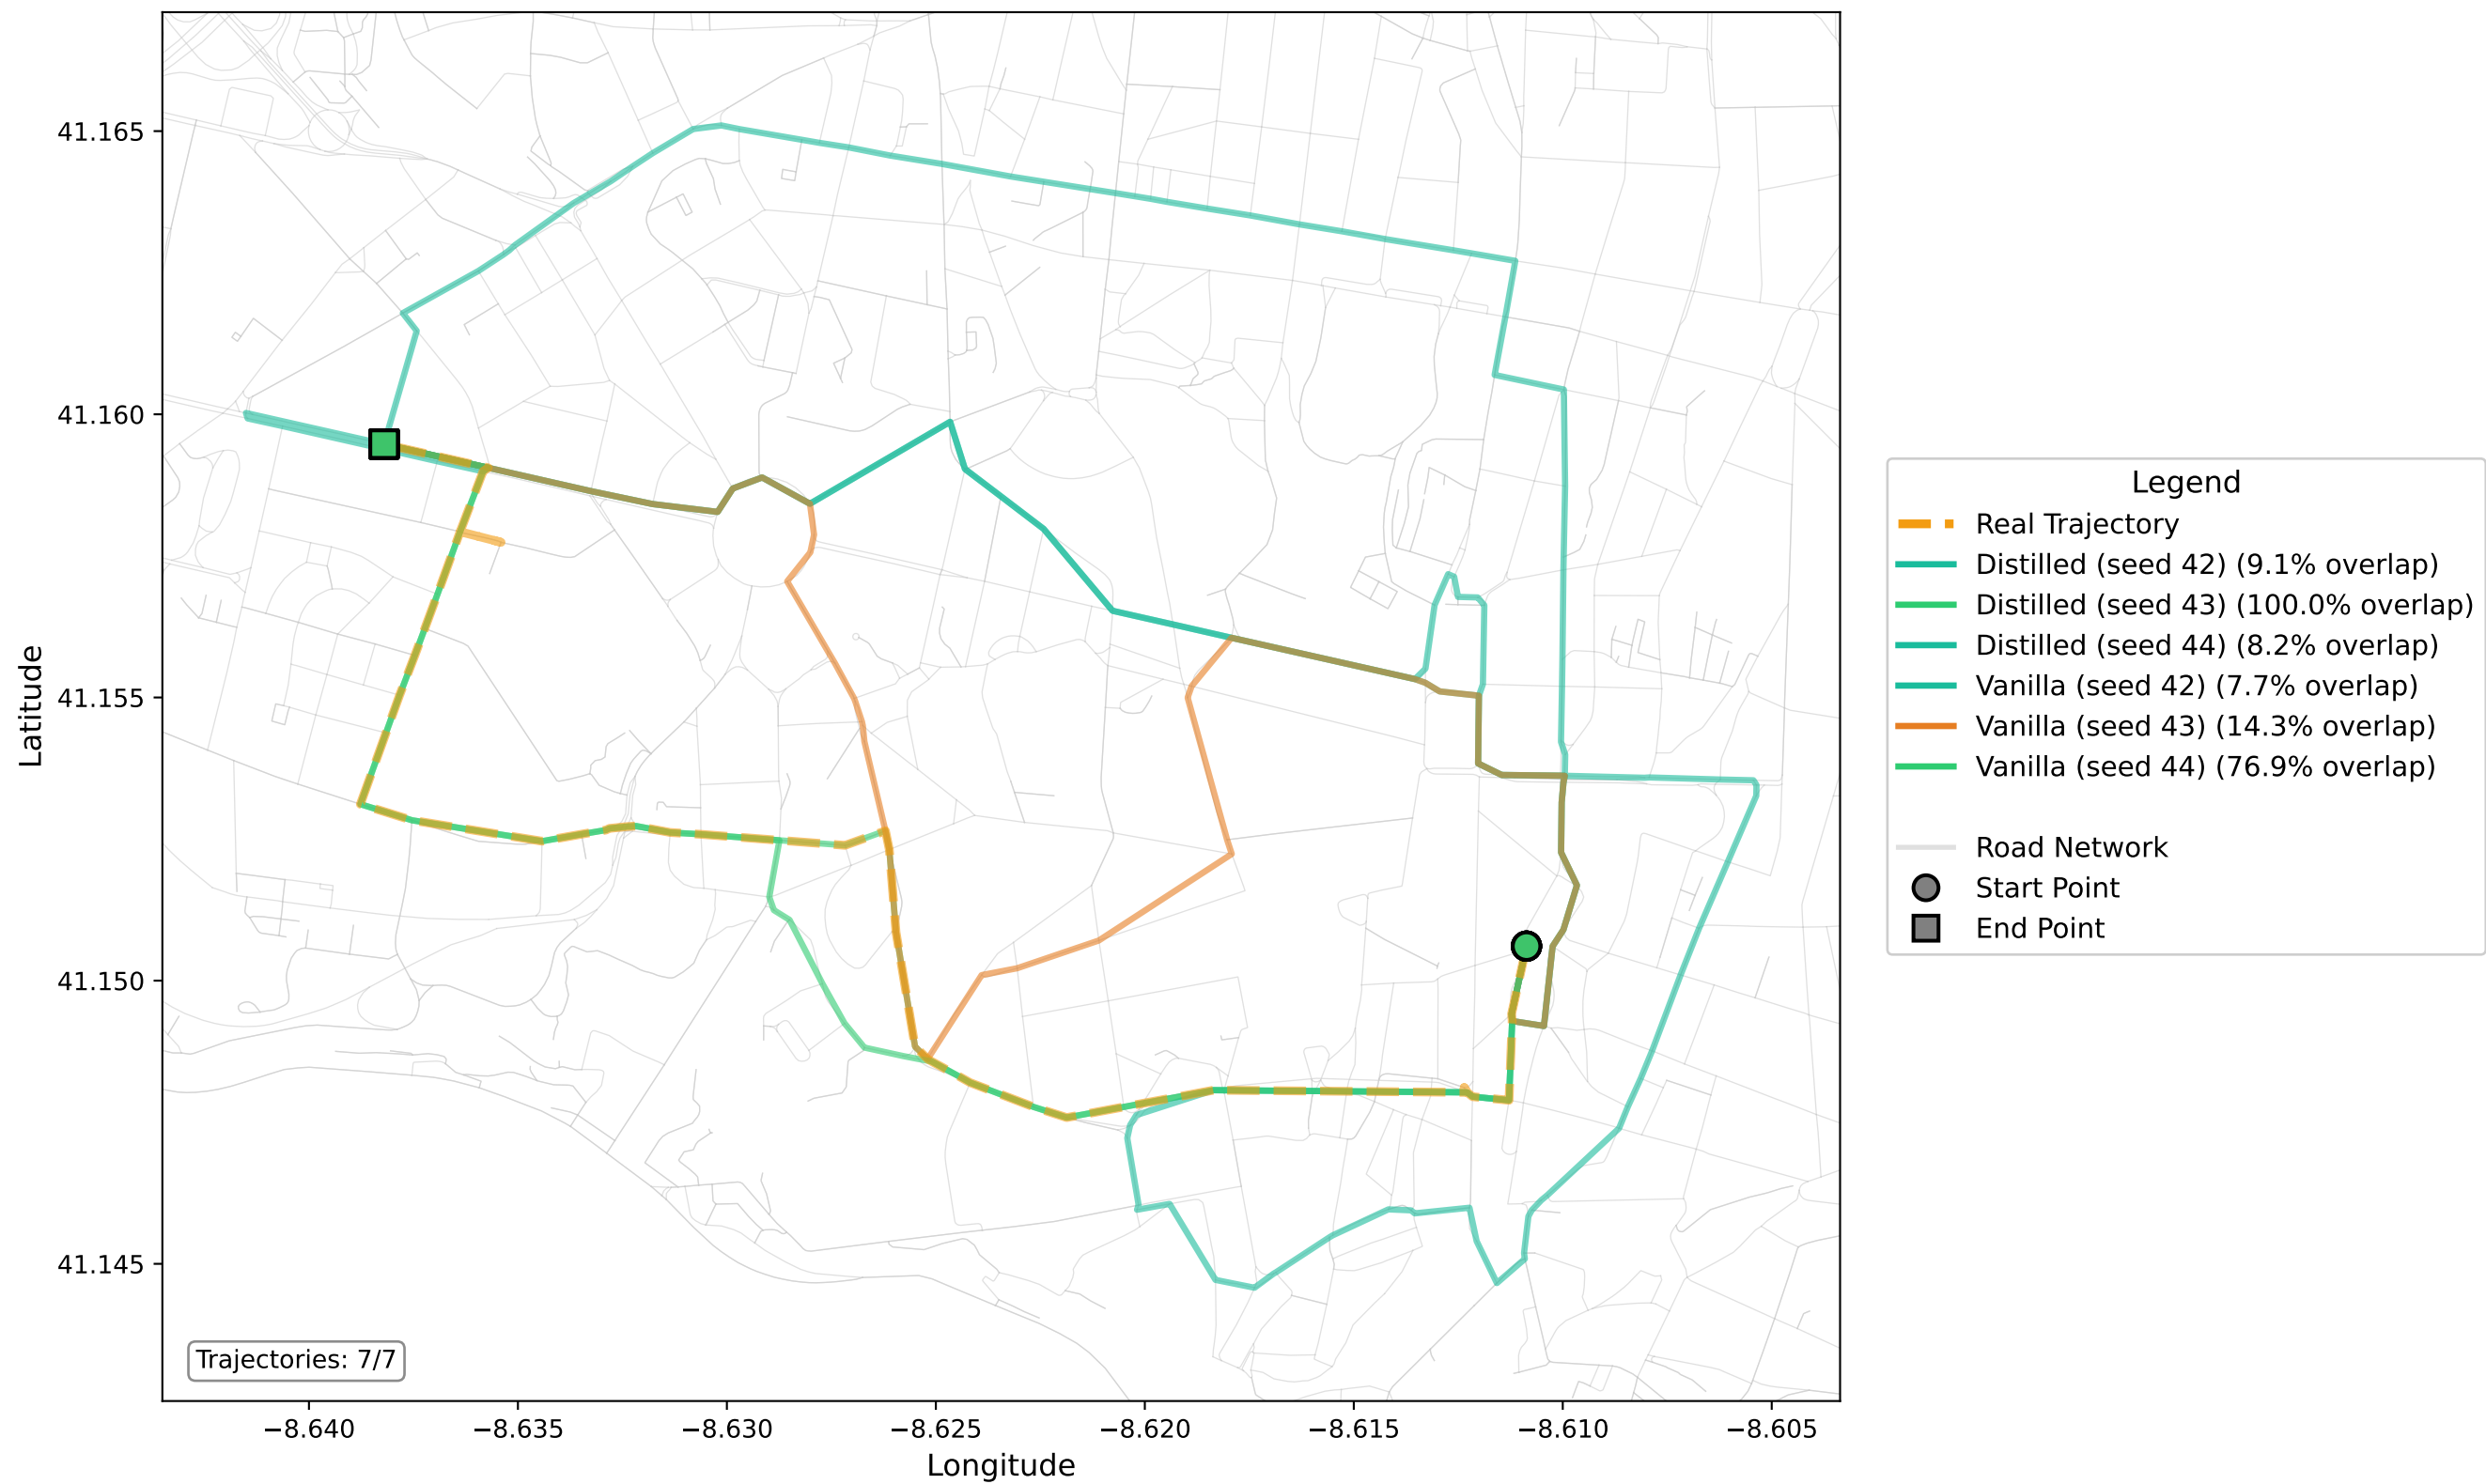 41.165
41.160
41.155
41.150
41.145
Latitude
−8.640
−8.635
−8.630
−8.625
−8.620
−8.615
−8.610
−8.605
Longitude
Trajectories: 7/7
Legend
Real Trajectory
Distilled (seed 42) (9.1% overlap)
Distilled (seed 43) (100.0% overlap)
Distilled (seed 44) (8.2% overlap)
Vanilla (seed 42) (7.7% overlap)
Vanilla (seed 43) (14.3% overlap)
Vanilla (seed 44) (76.9% overlap)
Road Network
Start Point
End Point